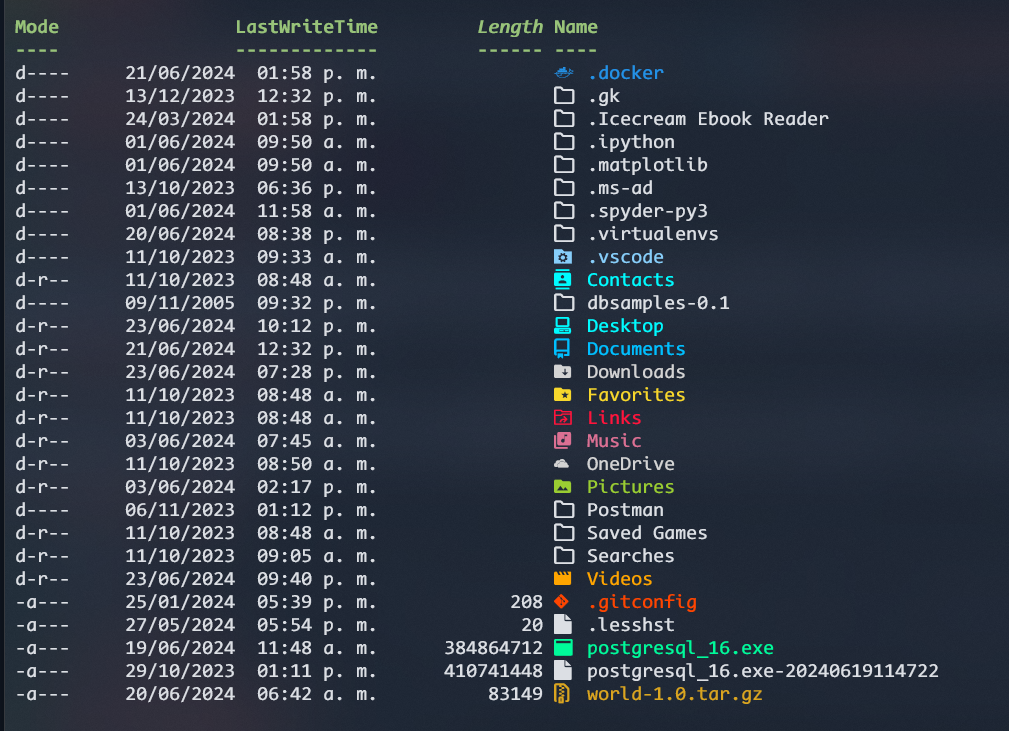 Mode LastWriteTime Length Name
---- ------------- ------ ----
d---- 21/06/2024 01:58 p. m. .docker
d---- 13/12/2023 12:32 p. m. .gk
d---- 24/03/2024 01:58 p. m. .Icecream Ebook Reader
d---- 01/06/2024 09:50 a. m. .ipython
d---- 01/06/2024 09:50 a. m. .matplotlib
d---- 13/10/2023 06:36 p. m. .ms-ad
d---- 01/06/2024 11:58 a. m. .spyder-py3
d---- 20/06/2024 08:38 p. m. .virtualenvs
d---- 11/10/2023 09:33 a. m. .vscode
d-r-- 11/10/2023 08:48 a. m. Contacts
d---- 09/11/2005 09:32 p. m. dbsamples-0.1
d-r-- 23/06/2024 10:12 p. m. Desktop
d-r-- 21/06/2024 12:32 p. m. Documents
d-r-- 23/06/2024 07:28 p. m. Downloads
d-r-- 11/10/2023 08:48 a. m. Favorites
d-r-- 11/10/2023 08:48 a. m. Links
d-r-- 03/06/2024 07:45 a. m. Music
d-r-- 11/10/2023 08:50 a. m. OneDrive
d-r-- 03/06/2024 02:17 p. m. Pictures
d---- 06/11/2023 01:12 p. m. Postman
d-r-- 11/10/2023 08:48 a. m. Saved Games
d-r-- 11/10/2023 09:05 a. m. Searches
d-r-- 23/06/2024 09:40 p. m. Videos
-a--- 25/01/2024 05:39 p. m. 208 .gitconfig
-a--- 27/05/2024 05:54 p. m. 20 .lesshst
-a--- 19/06/2024 11:48 a. m. 384864712 postgresql_16.exe
-a--- 29/10/2023 01:11 p. m. 410741448 postgresql_16.exe-20240619114722
-a--- 20/06/2024 06:42 a. m. 83149 world-1.0.tar.gz